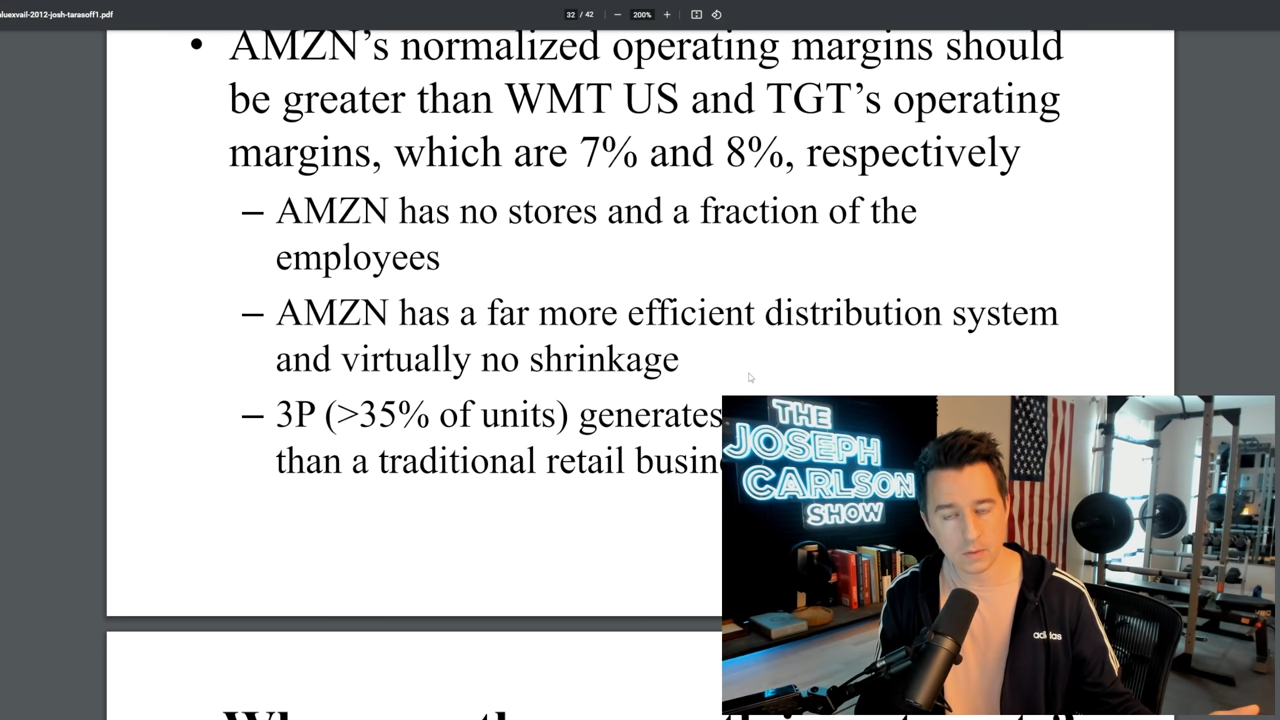 luexvail-2012-josh-tarasoff1.pdf
32 / 42
200%
• AMZN’s normalized operating margins should
be greater than WMT US and TGT’s operating
margins, which are 7% and 8%, respectively
– AMZN has no stores and a fraction of the
employees
– AMZN has a far more efficient distribution system
and virtually no shrinkage
– 3P (>35% of units) generates
than a traditional retail
THE
JOSEPH
CARLSON
SHOW
adidas